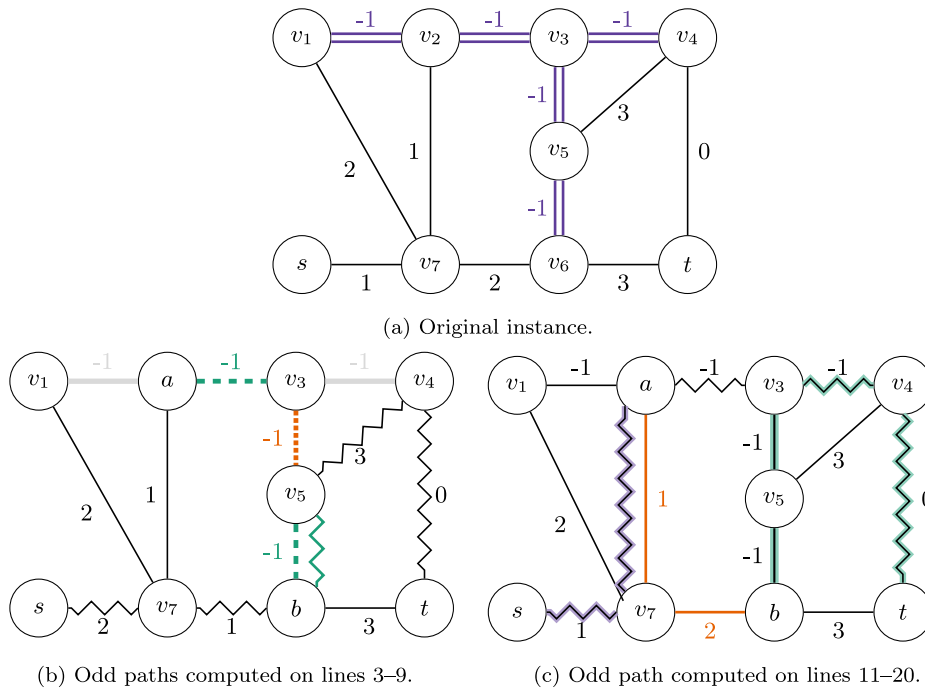 -1 -1 -1
v1 v2 v3 v4
-1
3
v5
2 1 0
-1
s v7 v6 t
1 2 3
(a) Original instance.
-1 -1 -1
v1 a v3 v4
-1
3
v5
2 1 0
-1
s v7 b t
2 1 3
(b) Odd paths computed on lines 3–9.
-1 -1 -1
v1 a v3 v4
-1
3
v5
2 1 0
-1
s v7 b t
1 2 3
(c) Odd path computed on lines 11–20.